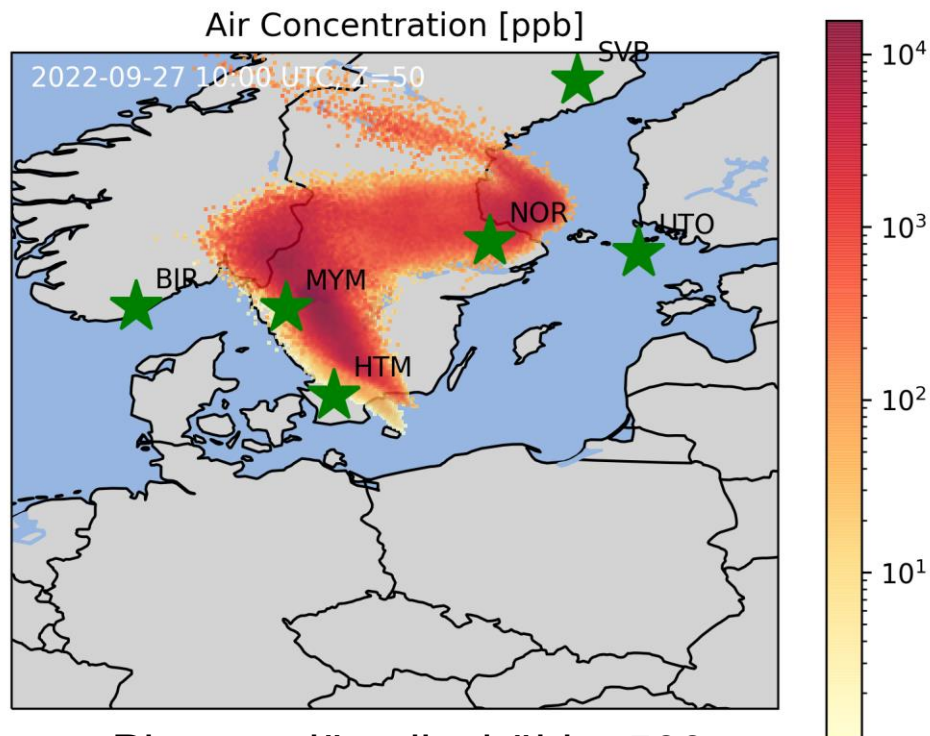 Air Concentration [ppb]
2022-09-27 10:00 UTC, Z=50
SVB
NOR
UTO
BIR
MYM
HTM
10⁴
10³
10²
10¹